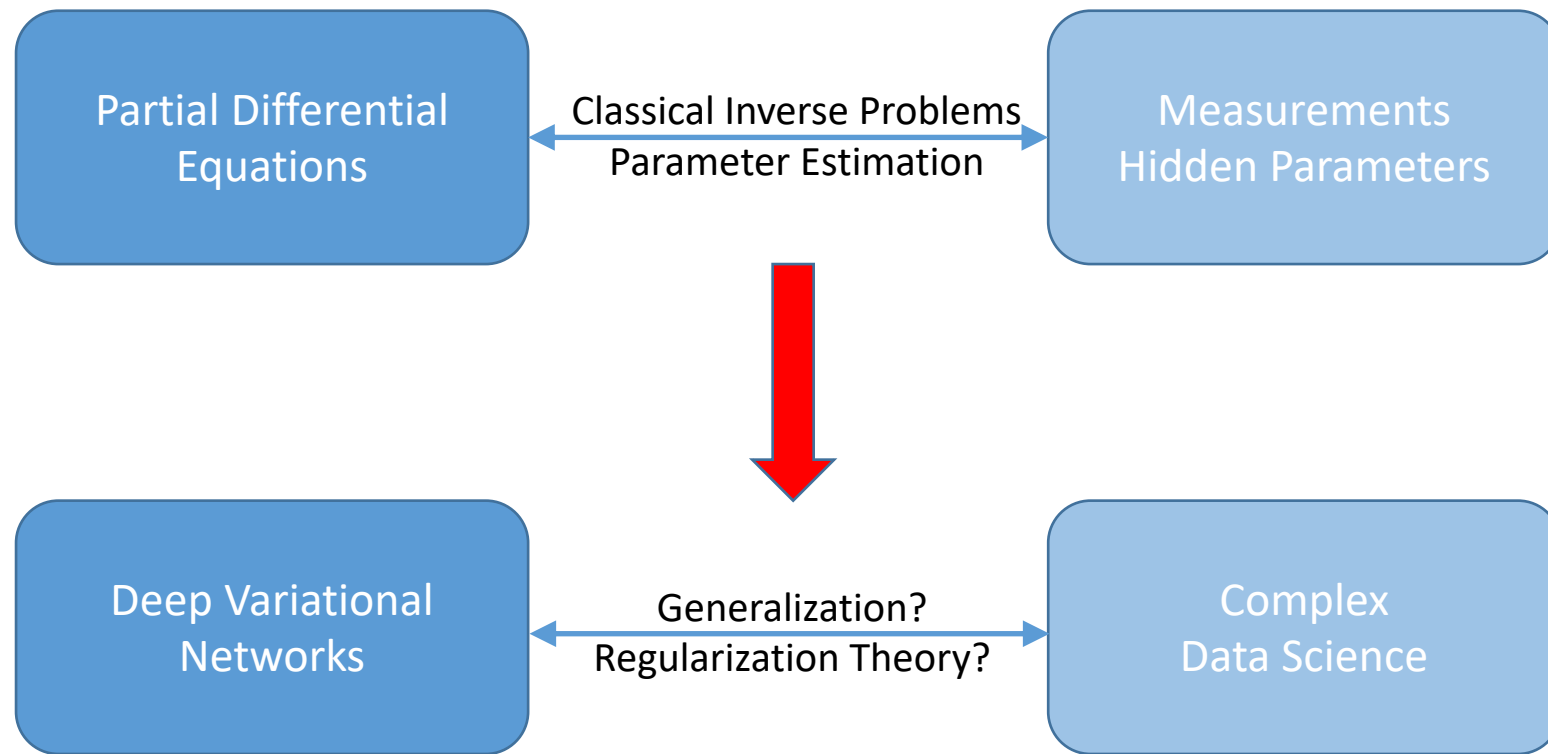 Partial Differential
Equations
Classical Inverse Problems
Parameter Estimation
Measurements
Hidden Parameters
Deep Variational
Networks
Generalization?
Regularization Theory?
Complex
Data Science